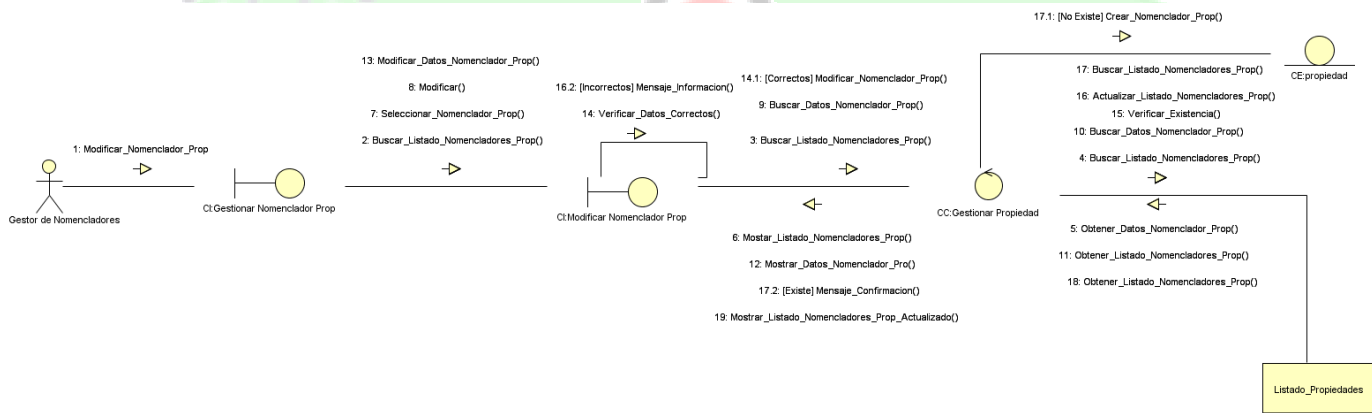 17.1: [No Existe] Crear_Nomenclador_Prop()
CE:propiedad
13: Modificar_Datos_Nomenclador_Prop()
8: Modificar()
7: Seleccionar_Nomenclador_Prop()
2: Buscar_Listado_Nomencladores_Prop()
16.2: [Incorrectos] Mensaje_Informacion()
14: Verificar_Datos_Correctos()
14.1: [Correctos] Modificar_Nomenclador_Prop()
9: Buscar_Datos_Nomenclador_Prop()
3: Buscar_Listado_Nomencladores_Prop()
17: Buscar_Listado_Nomencladores_Prop()
16: Actualizar_Listado_Nomencladores_Prop()
15: Verificar_Existencia()
10: Buscar_Datos_Nomenclador_Prop()
4: Buscar_Listado_Nomencladores_Prop()
1: Modificar_Nomenclador_Prop
Gestor de Nomencladores
CI:Gestionar Nomenclador Prop
CI:Modificar Nomenclador Prop
CC:Gestionar Propiedad
6: Mostar_Listado_Nomencladores_Prop()
12: Mostrar_Datos_Nomenclador_Pro()
17.2: [Existe] Mensaje_Confirmacion()
19: Mostrar_Listado_Nomencladores_Prop_Actualizado()
5: Obtener_Datos_Nomenclador_Prop()
11: Obtener_Listado_Nomencladores_Prop()
18: Obtener_Listado_Nomencladores_Prop()
Listado_Propiedades